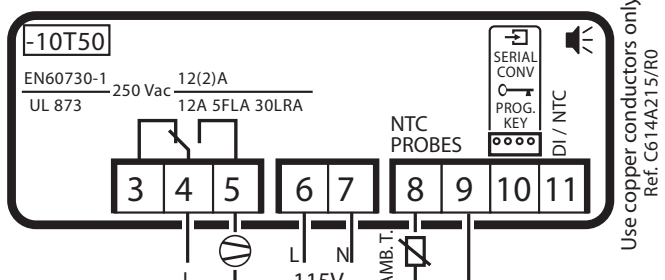 -10T50
EN60730-1
UL 873
250 Vac
12(2)A
12A 5FLA 30LRA
SERIAL
CONV
PROG.
KEY
NTC
PROBES
DI / NTC
3 4 5 6 7 8 9 10 11
L N
115V
AMB. T.
Use copper conductors only
Ref. C614A215/R0